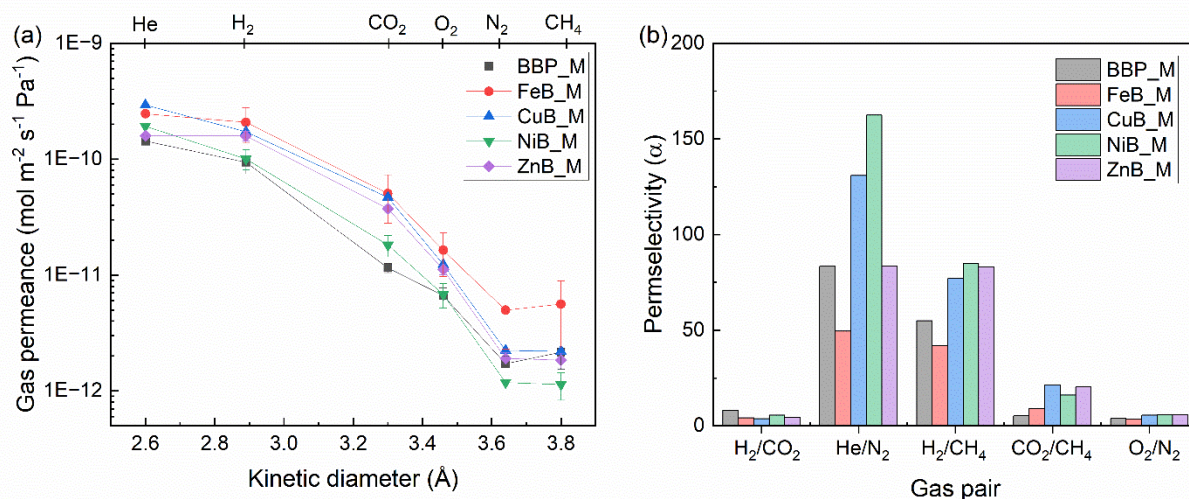 (a)
He H₂ CO₂ O₂ N₂ CH₄
1E−9
1E−10
1E−11
1E−12
Gas permeance (mol m⁻² s⁻¹ Pa⁻¹)
BBP_M
FeB_M
CuB_M
NiB_M
ZnB_M
2.6 2.8 3.0 3.2 3.4 3.6 3.8
Kinetic diameter (Å)
(b)
200
150
100
50
0
Permselectivity (α)
BBP_M
FeB_M
CuB_M
NiB_M
ZnB_M
H₂/CO₂ He/N₂ H₂/CH₄ CO₂/CH₄ O₂/N₂
Gas pair